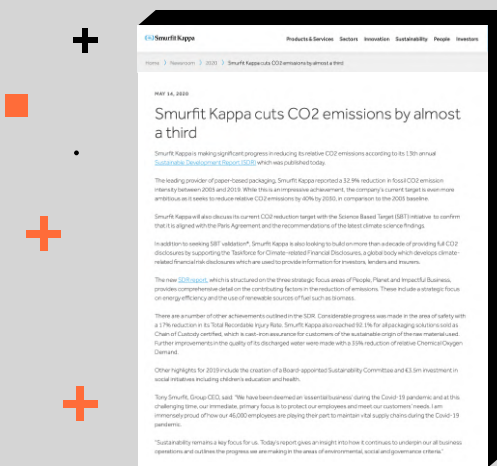 Smurfit Kappa
Products & Services Sectors Innovation Sustainability People Investors
Home > Newsroom > 2020 > Smurfit Kappa cuts CO2 emissions by almost a third
MAY 14, 2020
Smurfit Kappa cuts CO2 emissions by almost
a third
Smurfit Kappa is making significant progress in reducing its relative CO2 emissions according to its 13th annual
Sustainable Development Report (SDR) which was published today.
The leading provider of paper-based packaging, Smurfit Kappa reported a 32.9% reduction in fossil CO2 emission
intensity between 2005 and 2019. While this is an impressive achievement, the company's current target is even more
ambitious as it seeks to reduce relative CO2 emissions by 40% by 2030, in comparison to the 2005 baseline.
Smurfit Kappa will also discuss its current CO2 reduction target with the Science Based Target (SBT) initiative to confirm
that it is aligned with the Paris Agreement and the recommendations of the latest climate science findings.
In addition to seeking SBT validation*, Smurfit Kappa is also looking to build on more than a decade of providing full CO2
disclosures by supporting the Taskforce for Climate-related Financial Disclosures, a global body which develops climate-
related financial risk disclosures which are used to provide information for investors, lenders and insurers.
The new SDR report, which is structured on the three strategic focus areas of People, Planet and Impactful Business,
provides comprehensive detail on the contributing factors in the reduction of emissions. These include a strategic focus
on energy efficiency and the use of renewable sources of fuel such as biomass.
There are a number of other achievements outlined in the SDR. Considerable progress was made in the area of safety with
a 17% reduction in its Total Recordable Injury Rate. Smurfit Kappa also reached 92.1% for all packaging solutions sold as
Chain of Custody certified, which is cast-iron assurance for customers of the sustainable origin of the raw material used.
Further improvements in the quality of its discharged water were made with a 35% reduction of relative Chemical Oxygen
Demand.
Other highlights for 2019 include the creation of a Board-appointed Sustainability Committee and €3.5m investment in
social initiatives including children's education and health.
Tony Smurfit, Group CEO, said: "We have been deemed an 'essential business' during the Covid-19 pandemic and at this
challenging time, our immediate, primary focus is to protect our employees and meet our customers' needs. I am
immensely proud of how our 46,000 employees are playing their part to maintain vital supply chains during the Covid-19
pandemic.
"Sustainability remains a key focus for us. Today's report gives an insight into how it continues to underpin our all business
operations and outlines the progress we are making in the areas of environmental, social and governance criteria."